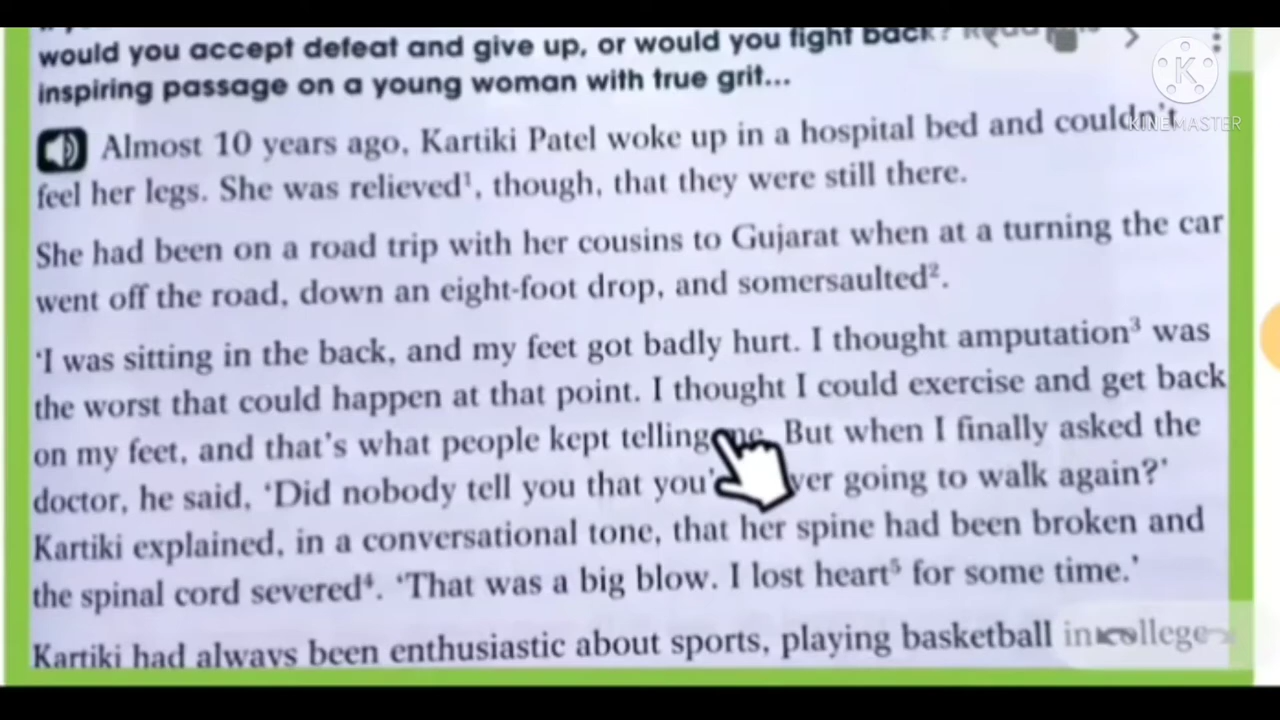 would you accept defeat and give up, or would you fight back? Read
inspiring passage on a young woman with true grit...
KINEMASTER
Almost 10 years ago, Kartiki Patel woke up in a hospital bed and couldn't
feel her legs. She was relieved¹, though, that they were still there.
She had been on a road trip with her cousins to Gujarat when at a turning the car
went off the road, down an eight-foot drop, and somersaulted².
'I was sitting in the back, and my feet got badly hurt. I thought amputation³ was
the worst that could happen at that point. I thought I could exercise and get back
on my feet, and that's what people kept telling me. But when I finally asked the
doctor, he said, 'Did nobody tell you that going to walk again?'
Kartiki explained, in a conversational tone, that her spine had been broken and
the spinal cord severed⁴. 'That was a big blow. I lost heart⁵ for some time.'
Kartiki had always been enthusiastic about sports, playing basketball in college